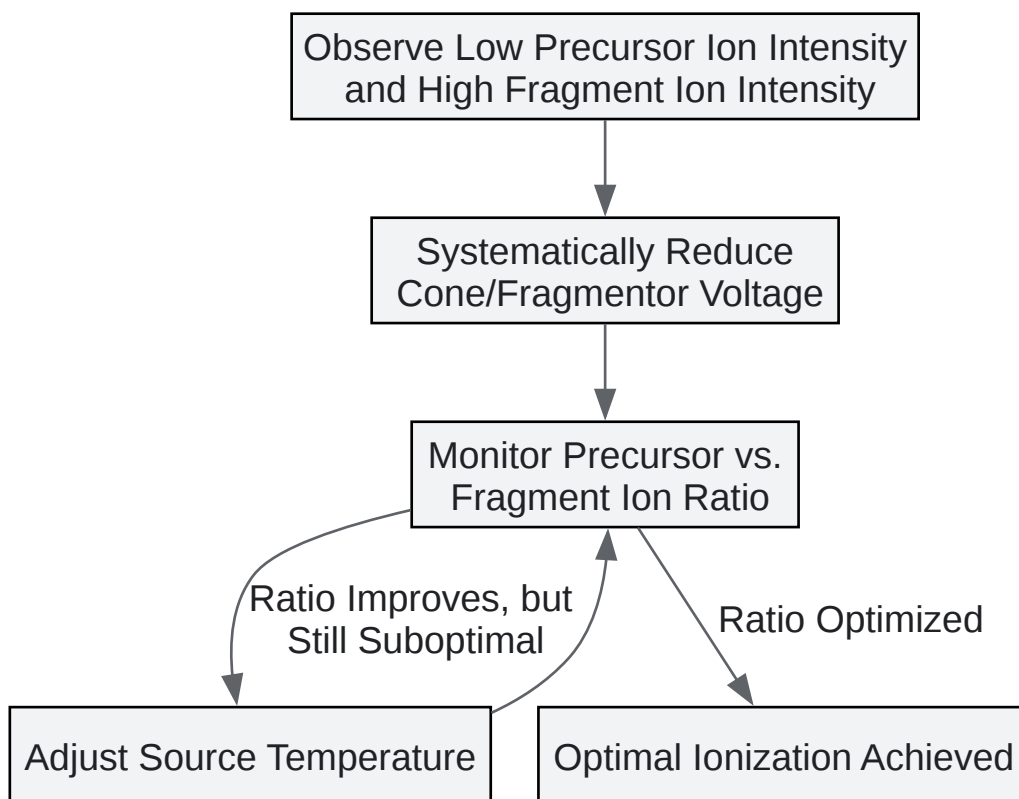 Observe Low Precursor Ion Intensity
and High Fragment Ion Intensity
Systematically Reduce
Cone/Fragmentor Voltage
Monitor Precursor vs.
Fragment Ion Ratio
Ratio Improves, but
Still Suboptimal
Ratio Optimized
Adjust Source Temperature
Optimal Ionization Achieved